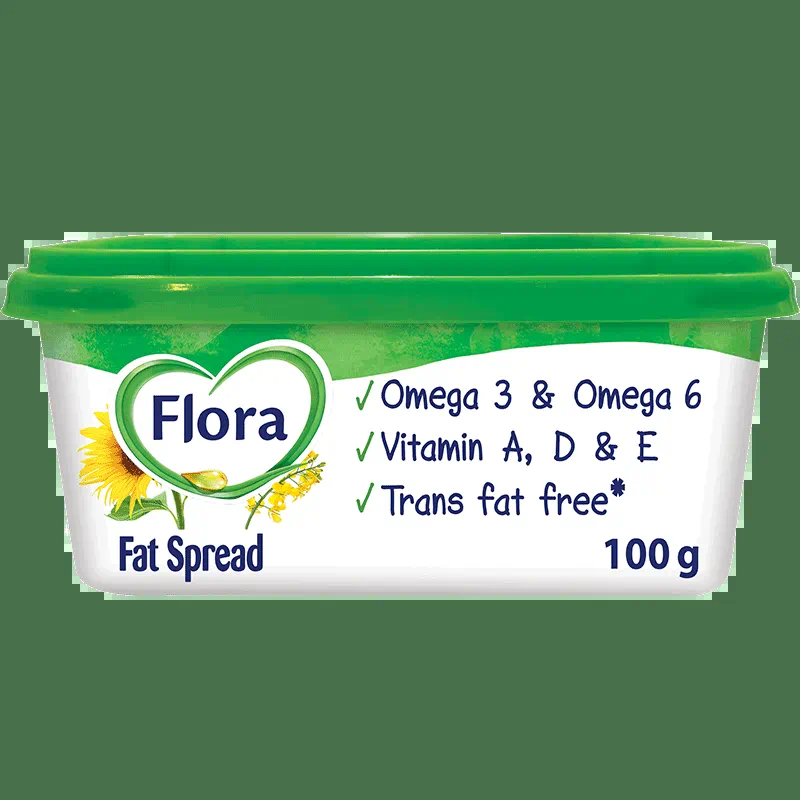 Flora
Fat Spread
✓ Omega 3 & Omega 6
✓ Vitamin A, D & E
✓ Trans fat free*
100 g